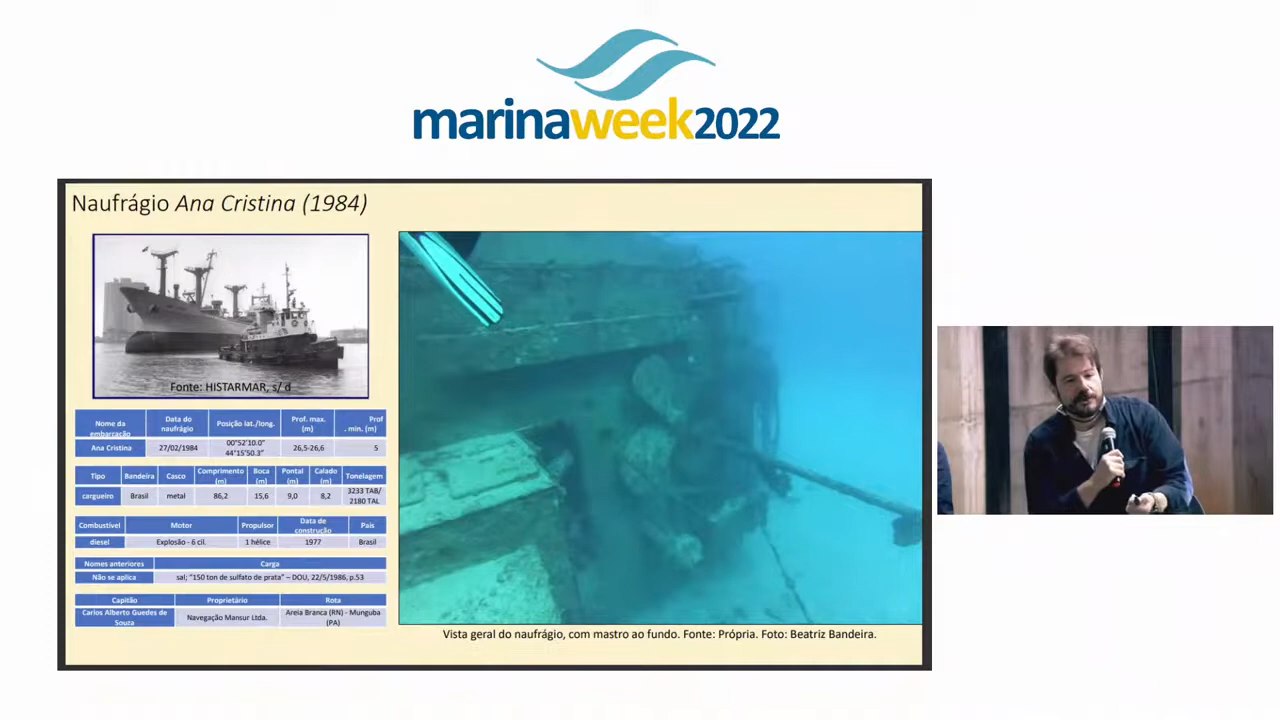 marinaweek2022
Naufrágio Ana Cristina (1984)
Fonte: HISTARMAR, s/ d
Nome da embarcação Data do naufrágio Posição lat./long. Prof. max. (m) Prof. min. (m)
Ana Cristina 27/02/1984 00°52'10.0" 44°15'50.3" 26,5-26,6 5
Tipo Bandeira Casco Comprimento (m) Boca (m) Pontal (m) Calado (m) Tonelagem
cargueiro Brasil metal 86,2 15,6 9,0 8,2 3233 TAB/ 2180 TAL
Combustível Motor Propulsor Data de construção País
diesel Explosão - 6 cil. 1 hélice 1977 Brasil
Nomes anteriores Carga
Não se aplica sal; "150 ton de sulfato de prata" – DOU, 22/5/1986, p.53
Capitão Proprietário Rota
Carlos Alberto Guedes de Souza Navegação Mansur Ltda. Areia Branca (RN) - Munguba (PA)
Vista geral do naufrágio, com mastro ao fundo. Fonte: Própria. Foto: Beatriz Bandeira.